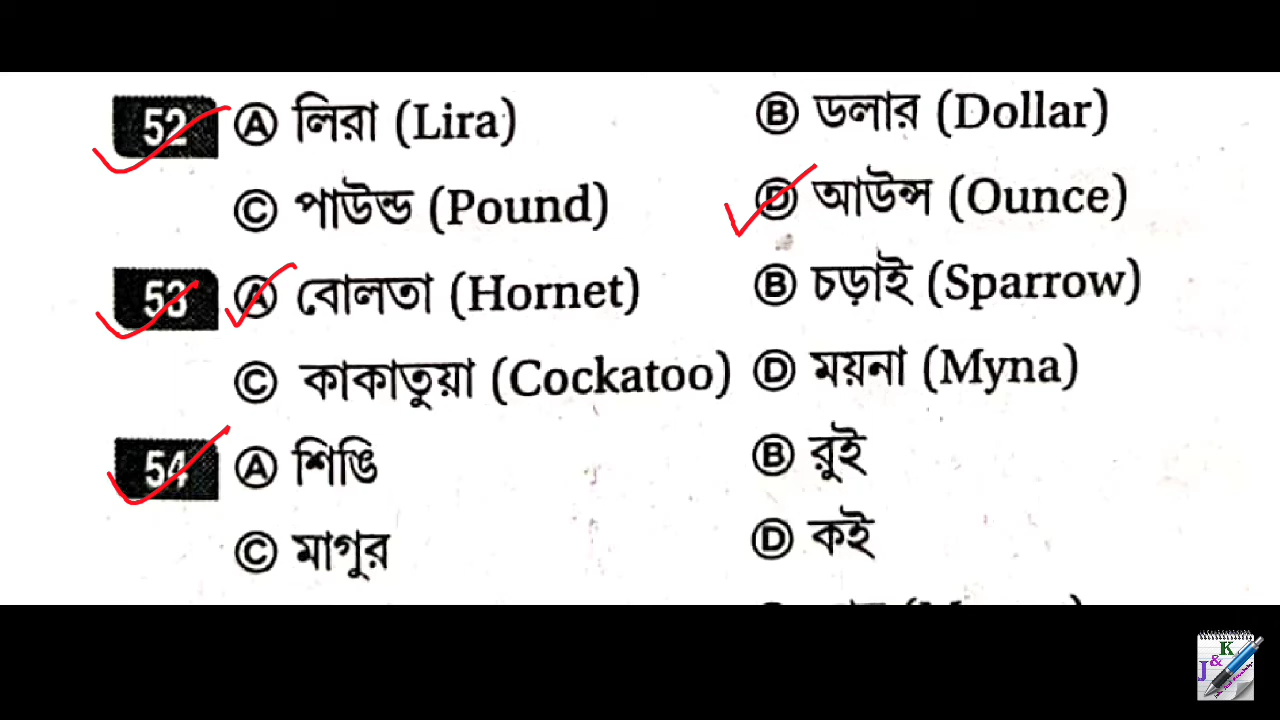 52 Ⓐ লিরা (Lira) Ⓑ ডলার (Dollar)
Ⓒ পাউন্ড (Pound) Ⓓ আউন্স (Ounce)
53 Ⓐ বোলতা (Hornet) Ⓑ চড়াই (Sparrow)
Ⓒ কাকাতুয়া (Cockatoo) Ⓓ ময়না (Myna)
54 Ⓐ শিঙি Ⓑ রুই
Ⓒ মাগুর Ⓓ কই
J & K